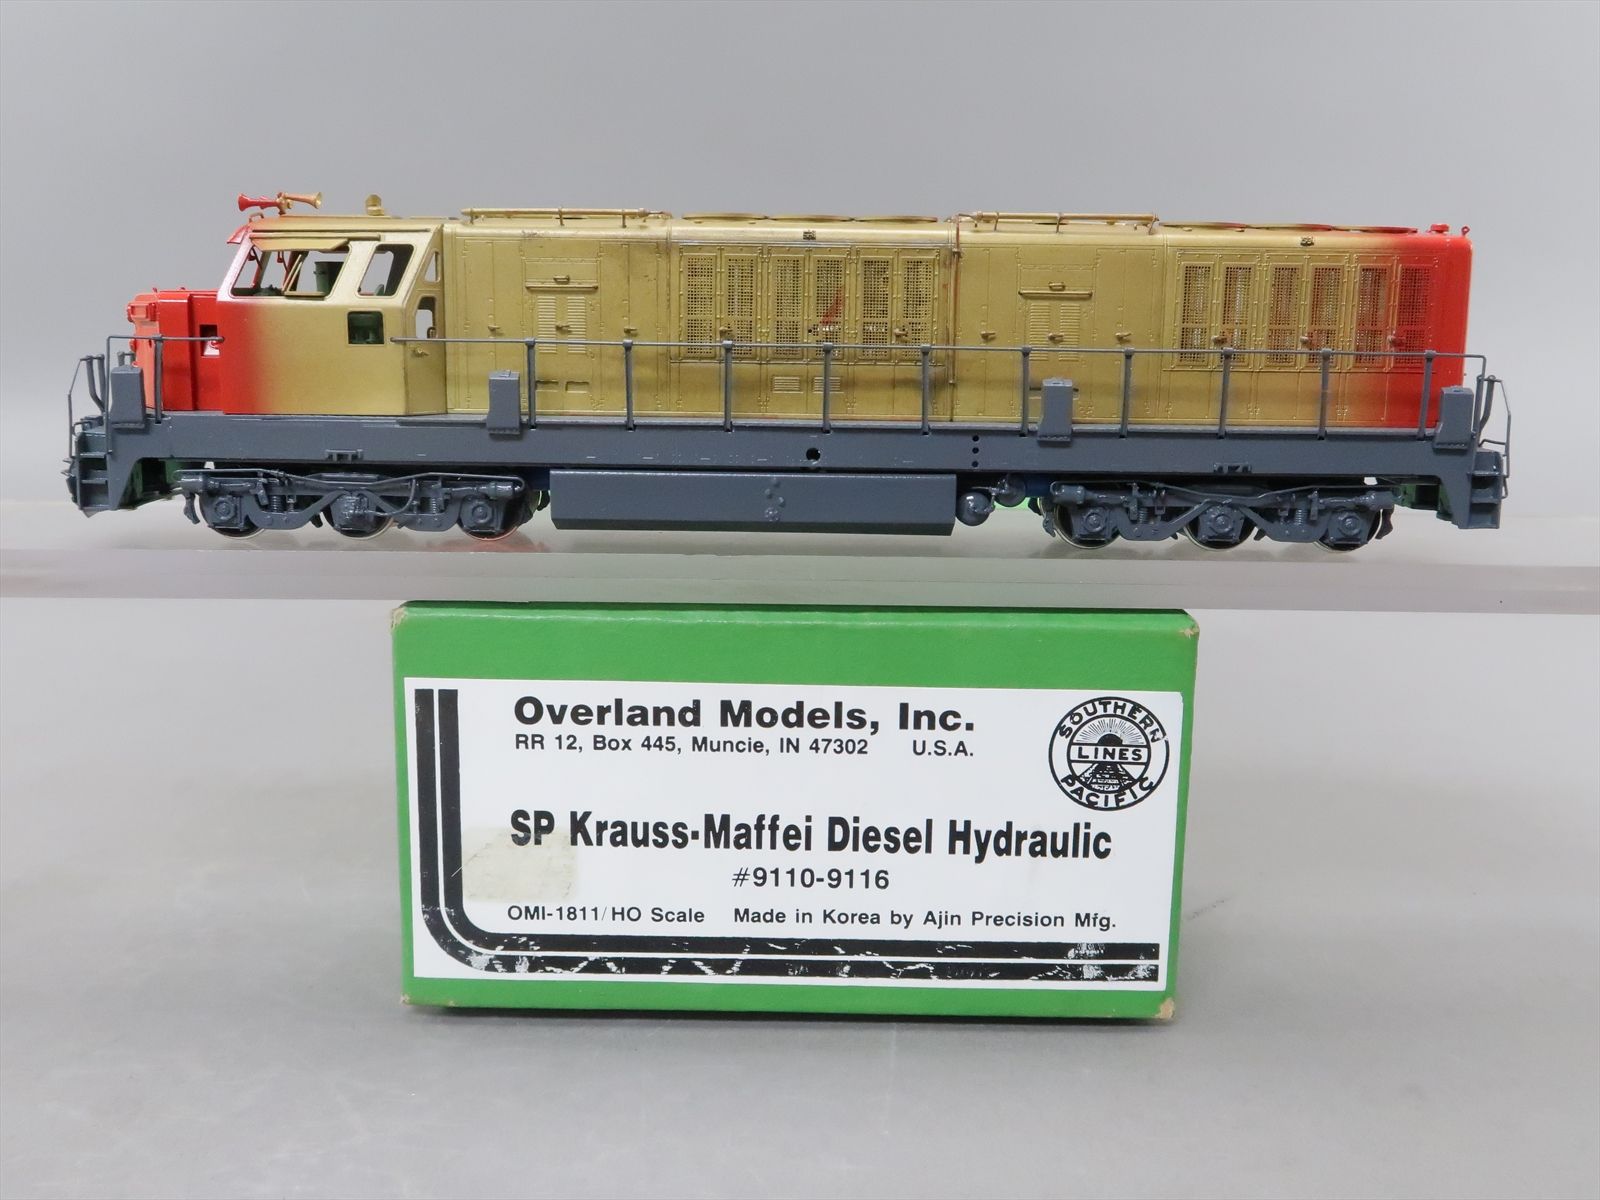 Overland Models, Inc.
RR 12, Box 445, Muncie, IN 47302 U.S.A.
SOUTHERN
LINES
PACIFIC
SP Krauss-Maffei Diesel Hydraulic
#9110-9116
OMI-1811/HO Scale Made in Korea by Ajin Precision Mfg.